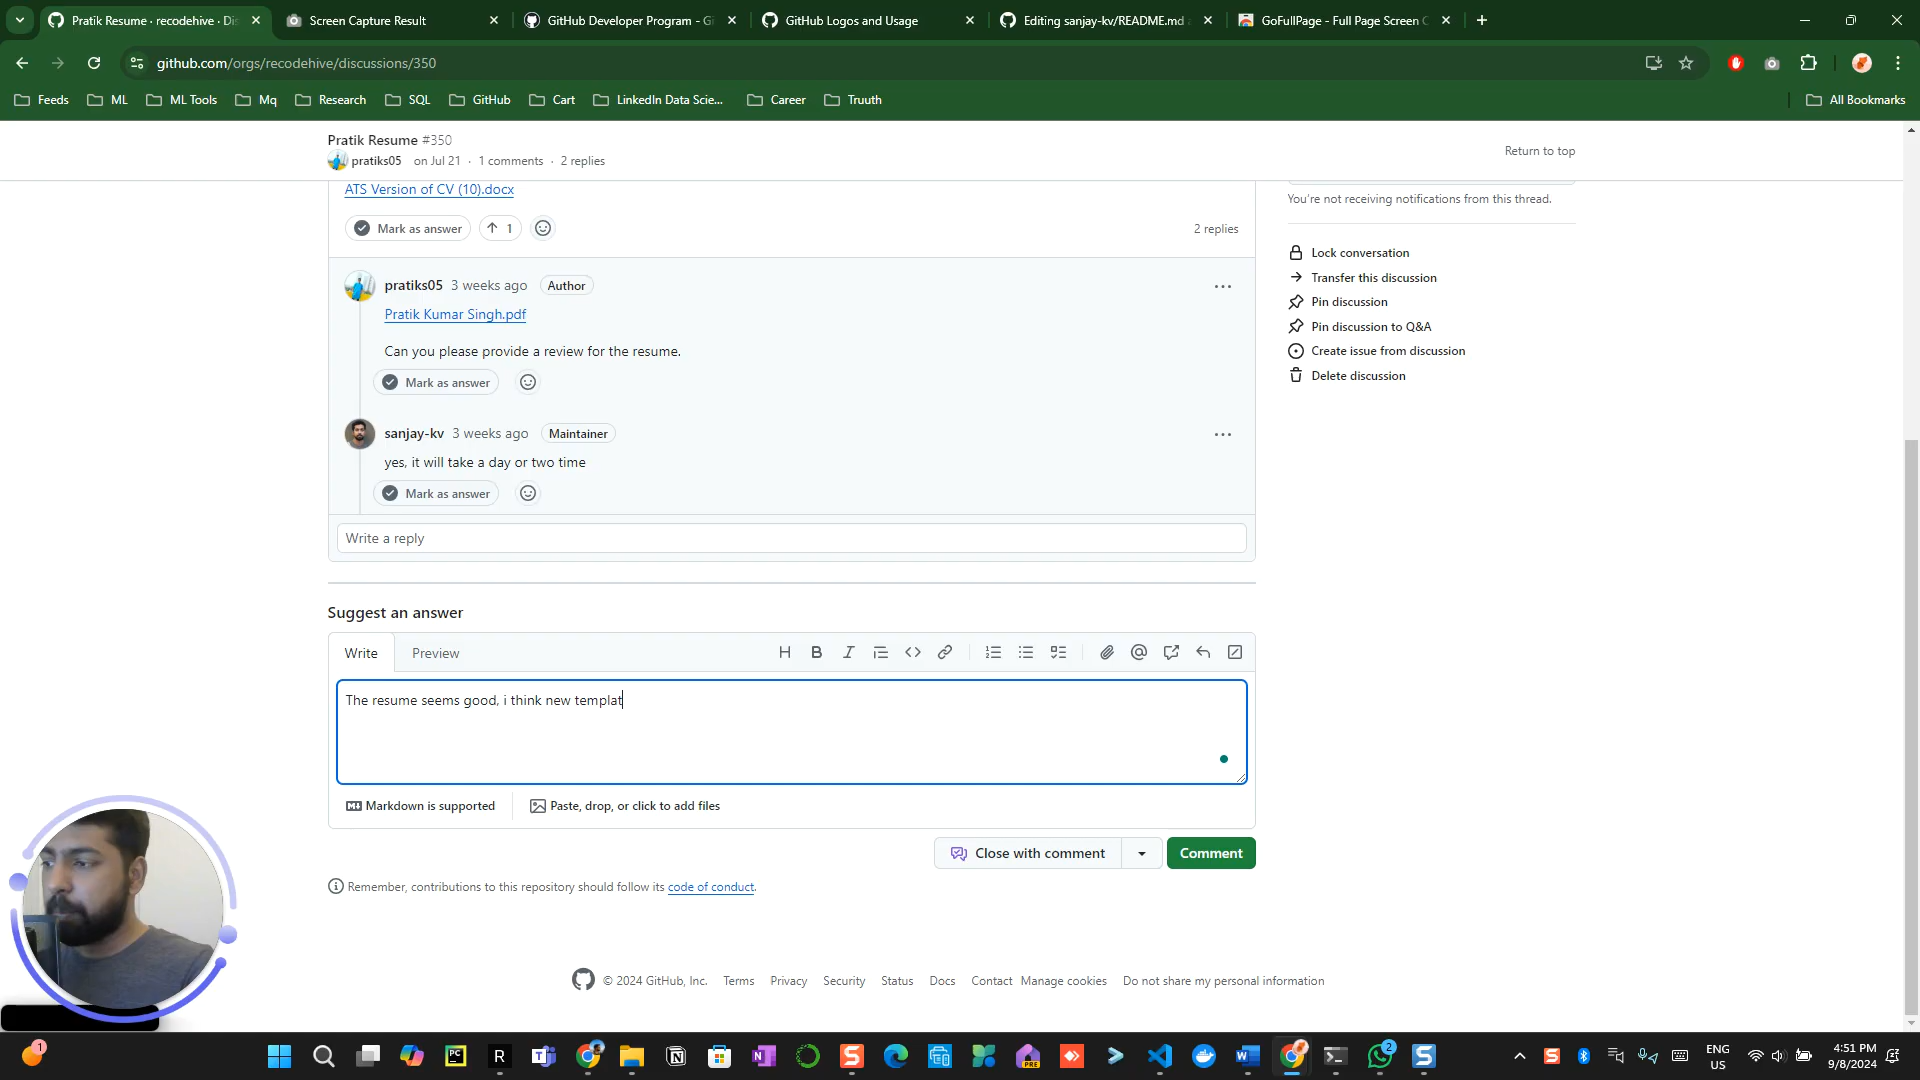 Pratik Resume · recodehive · Di
Screen Capture Result
GitHub Developer Program - Gi
GitHub Logos and Usage
Editing sanjay-kv/README.md
GoFullPage - Full Page Screen C
github.com/orgs/recodehive/discussions/350
Feeds
ML
ML Tools
Mq
Research
SQL
GitHub
Cart
LinkedIn Data Scie...
Career
Truuth
All Bookmarks
Pratik Resume #350
pratiks05 on Jul 21 · 1 comments · 2 replies
Return to top
ATS Version of CV (10).docx
You're not receiving notifications from this thread.
Mark as answer
1
2 replies
Lock conversation
Transfer this discussion
Pin discussion
Pin discussion to Q&A
Create issue from discussion
Delete discussion
pratiks05 3 weeks ago Author
Pratik Kumar Singh.pdf
Can you please provide a review for the resume.
Mark as answer
sanjay-kv 3 weeks ago Maintainer
yes, it will take a day or two time
Mark as answer
Write a reply
Suggest an answer
Write
Preview
The resume seems good, i think new templat
Markdown is supported
Paste, drop, or click to add files
Close with comment
Comment
Remember, contributions to this repository should follow its code of conduct.
© 2024 GitHub, Inc.
Terms
Privacy
Security
Status
Docs
Contact
Manage cookies
Do not share my personal information
1
PC
R
PRE
2
ENG
US
4:51 PM
9/8/2024